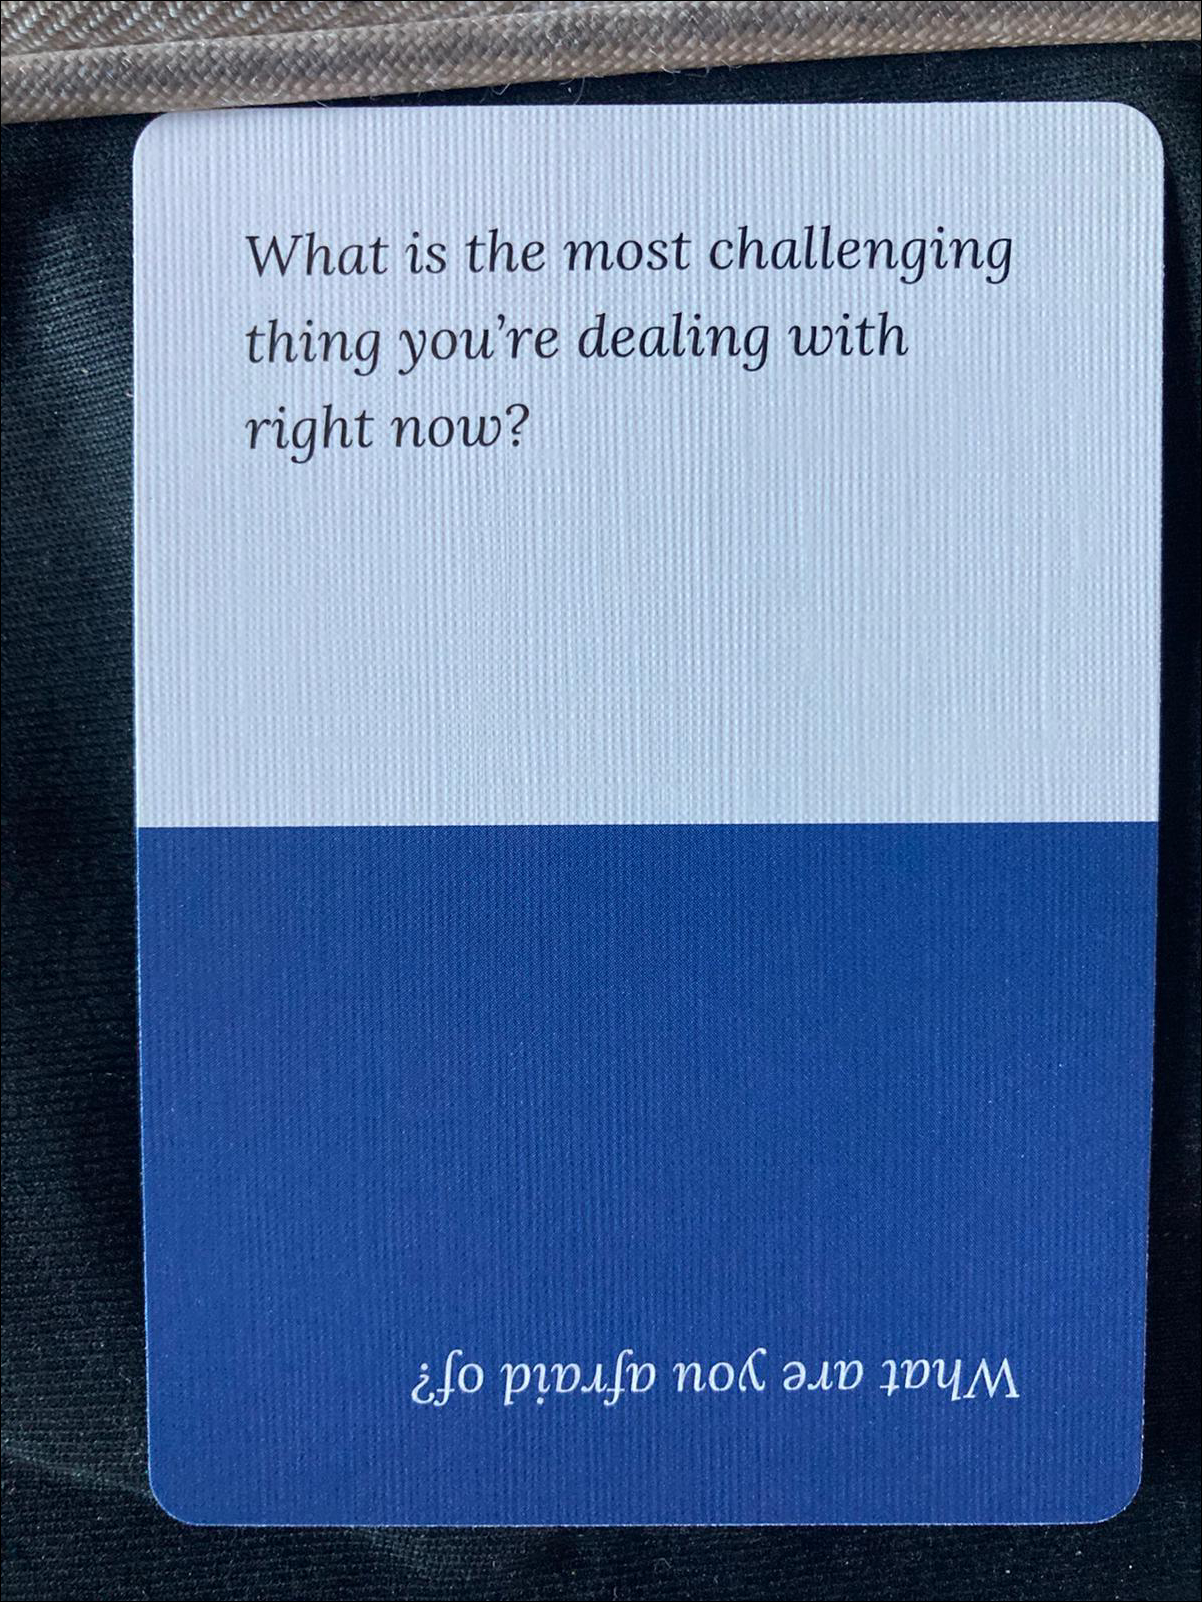 What is the most challenging
thing you’re dealing with
right now?
What are you afraid of?